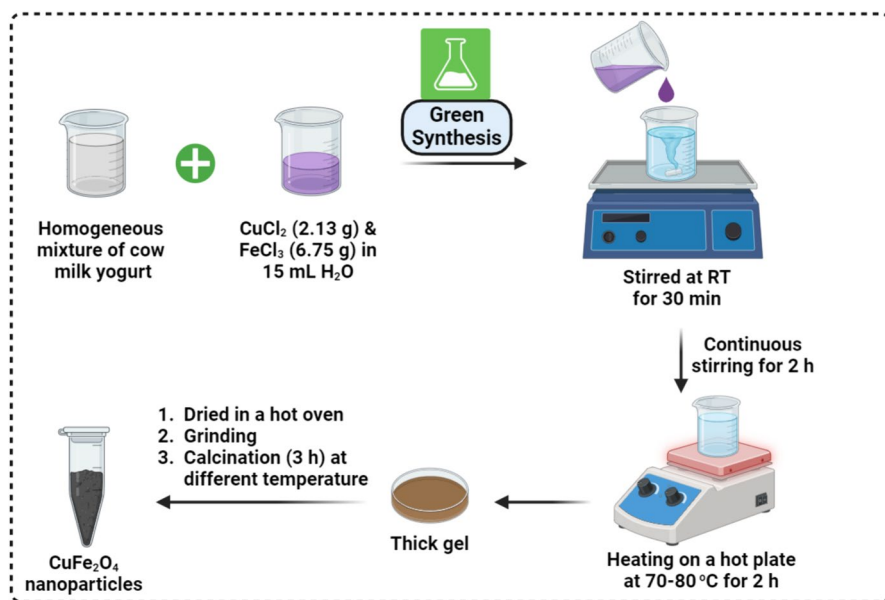 Green
Synthesis
Homogeneous
mixture of cow
milk yogurt
CuCl₂ (2.13 g) &
FeCl₃ (6.75 g) in
15 mL H₂O
Stirred at RT
for 30 min
Continuous
stirring for 2 h
Heating on a hot plate
at 70-80 °C for 2 h
Thick gel
1. Dried in a hot oven
2. Grinding
3. Calcination (3 h) at
different temperature
CuFe₂O₄
nanoparticles